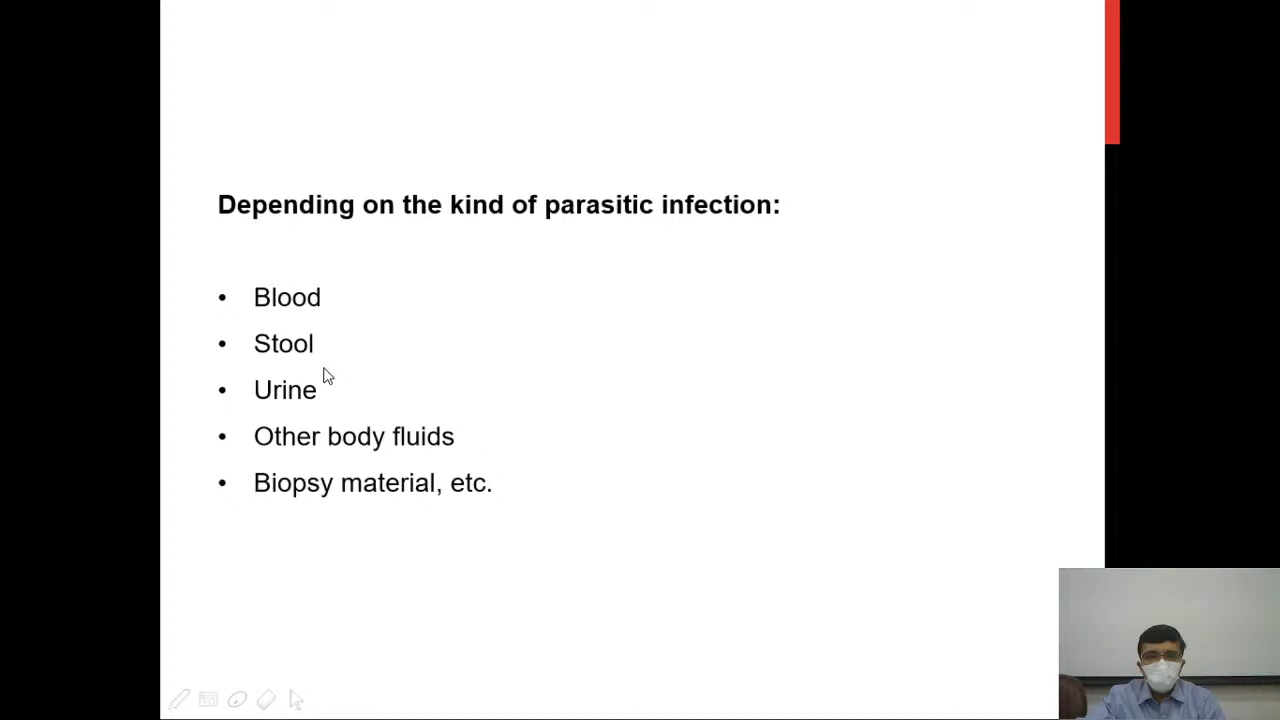 Depending on the kind of parasitic infection:
• Blood
• Stool
• Urine
• Other body fluids
• Biopsy material, etc.